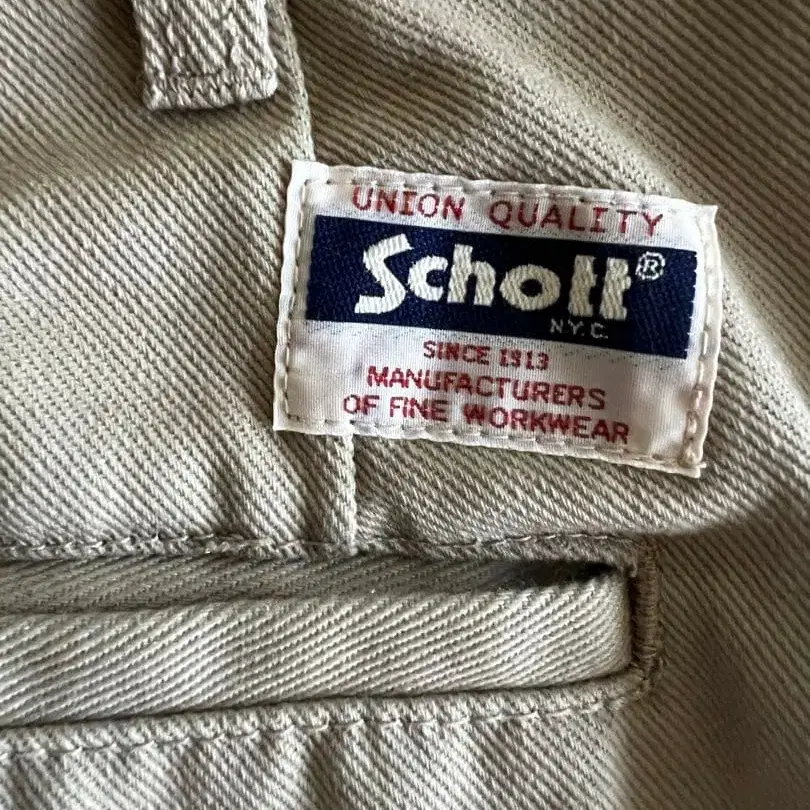 UNION QUALITY
Schott®
N.Y.C.
SINCE 1913
MANUFACTURERS
OF FINE WORKWEAR